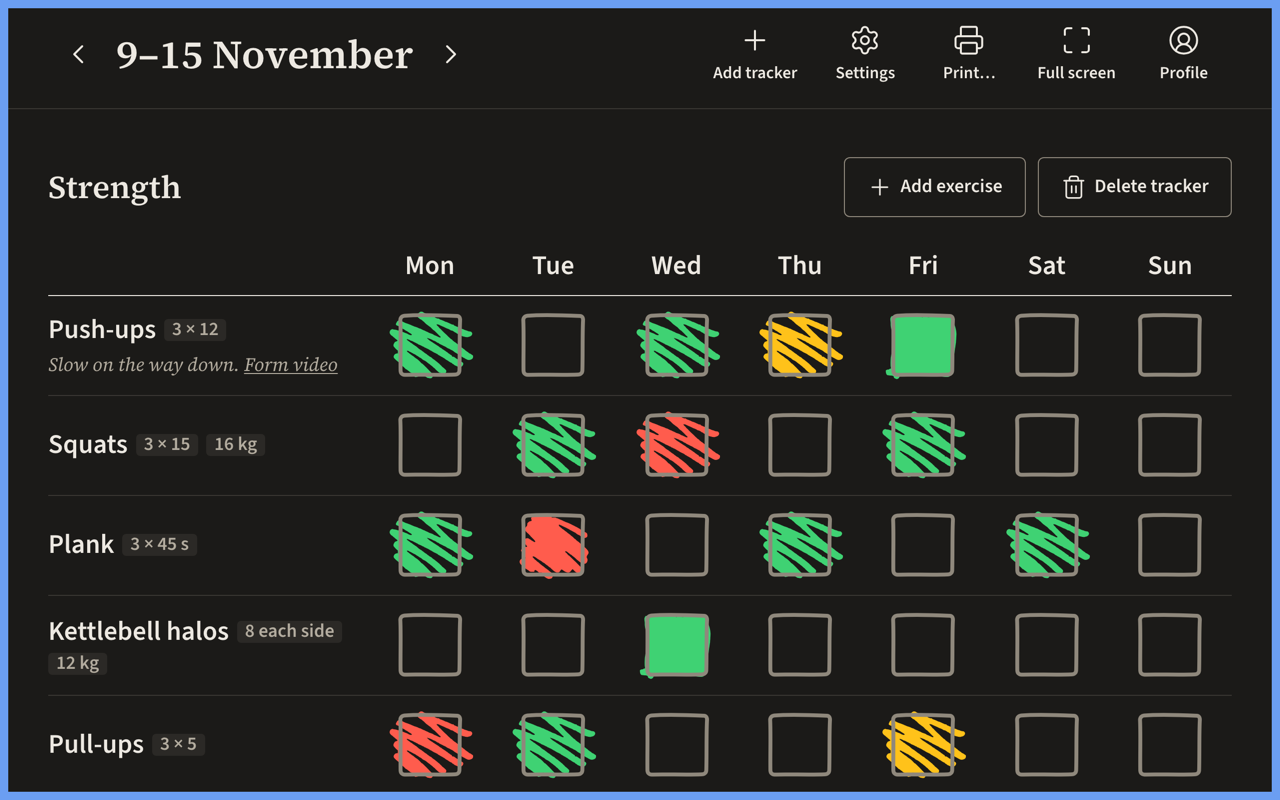 9–15 November
Add tracker
Settings
Print…
Full screen
Profile
Strength
Add exercise
Delete tracker
Mon Tue Wed Thu Fri Sat Sun
Push-ups 3 × 12
Slow on the way down. Form video
Squats 3 × 15 16 kg
Plank 3 × 45 s
Kettlebell halos 8 each side
12 kg
Pull-ups 3 × 5